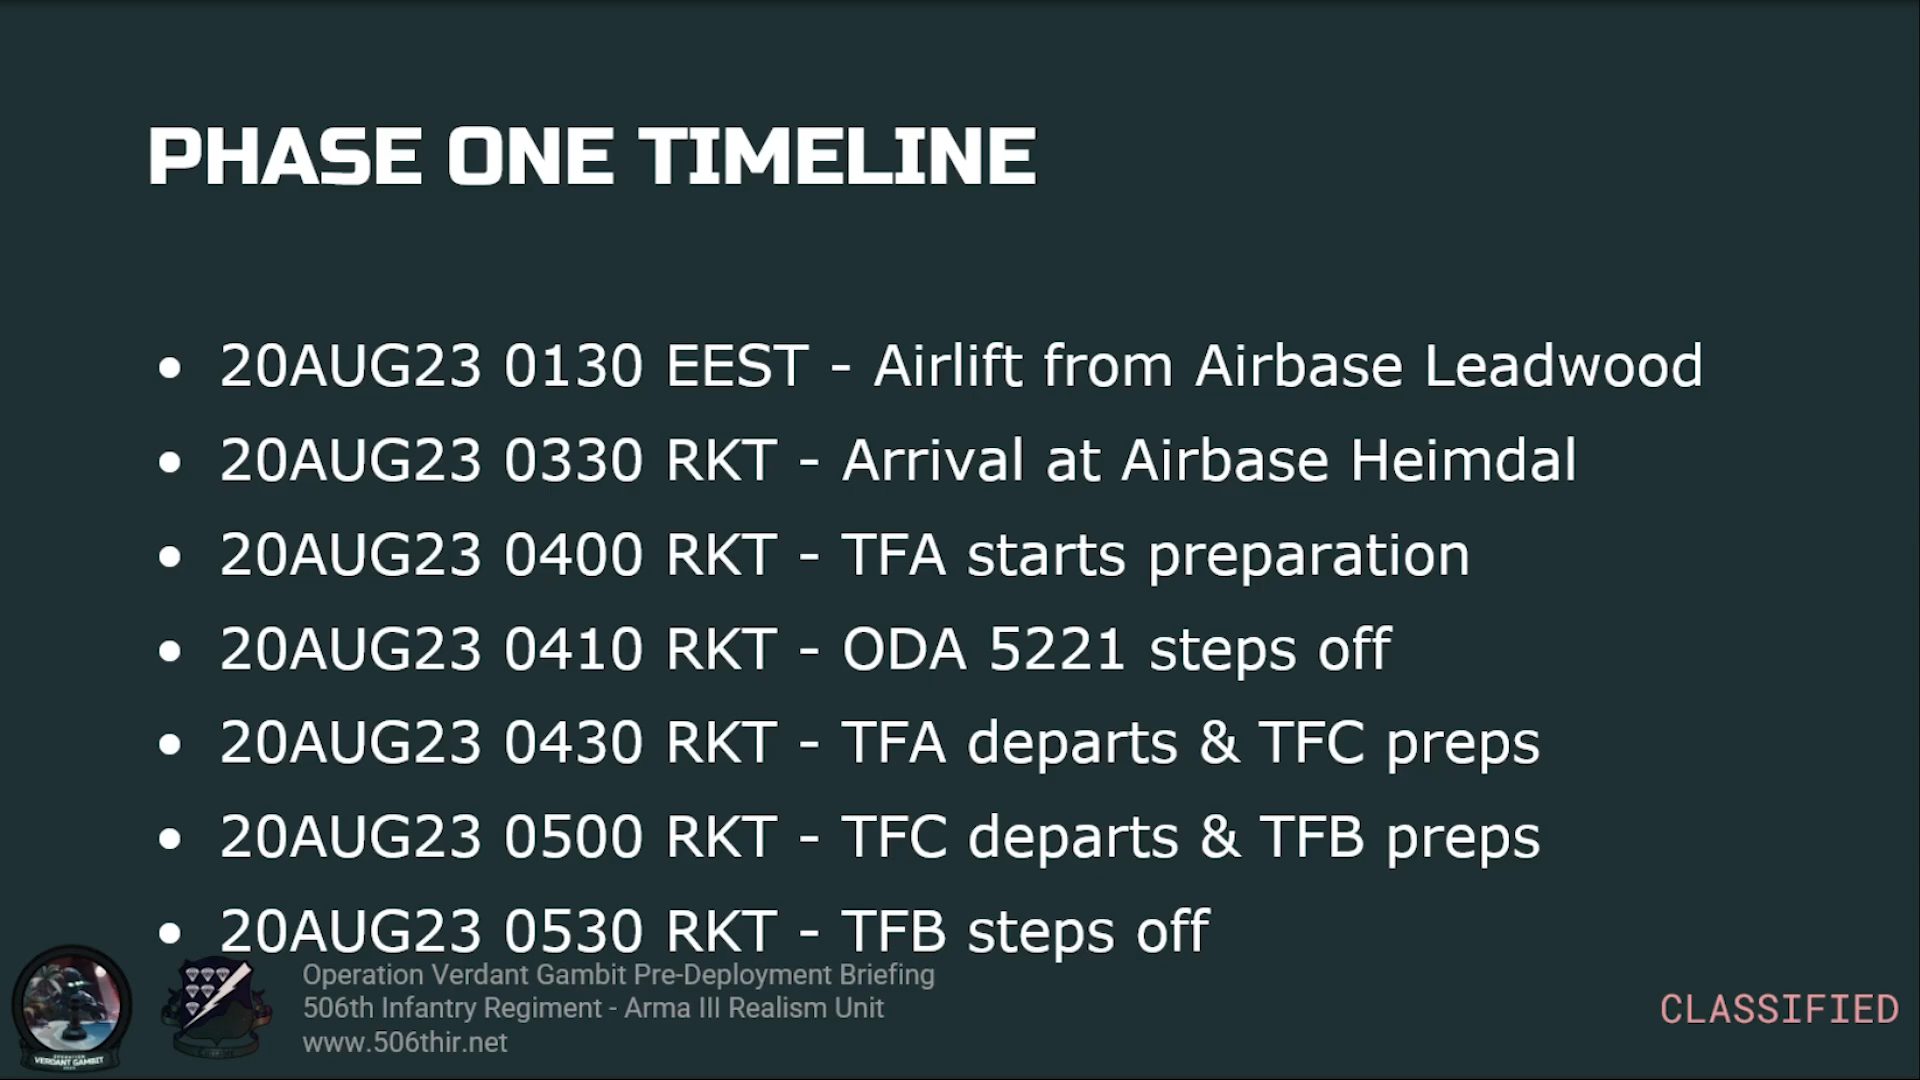 PHASE ONE TIMELINE
• 20AUG23 0130 EEST - Airlift from Airbase Leadwood
• 20AUG23 0330 RKT - Arrival at Airbase Heimdal
• 20AUG23 0400 RKT - TFA starts preparation
• 20AUG23 0410 RKT - ODA 5221 steps off
• 20AUG23 0430 RKT - TFA departs & TFC preps
• 20AUG23 0500 RKT - TFC departs & TFB preps
• 20AUG23 0530 RKT - TFB steps off
Operation Verdant Gambit Pre-Deployment Briefing
506th Infantry Regiment - Arma III Realism Unit
www.506thir.net
CLASSIFIED
OPERATION
VERDANT GAMBIT